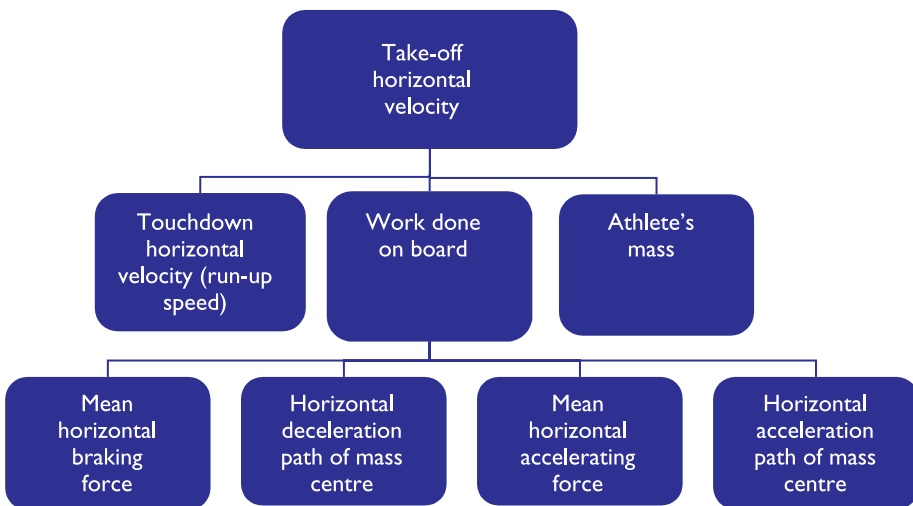 Take-off
horizontal
velocity
Touchdown
horizontal
velocity (run-up
speed)
Work done
on board
Athlete's
mass
Mean
horizontal
braking
force
Horizontal
deceleration
path of mass
centre
Mean
horizontal
accelerating
force
Horizontal
acceleration
path of mass
centre